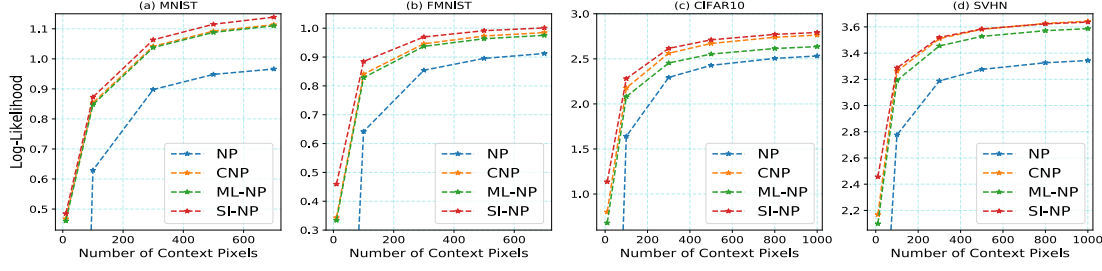 (a) MNIST
(b) FMNIST
(c) CIFAR10
(d) SVHN
Log-Likelihood
1.1
1.0
0.9
0.8
0.7
0.6
0.5
0 200 400 600
Number of Context Pixels
NP
CNP
ML-NP
SI-NP
1.0
0.9
0.8
0.7
0.6
0.5
0.4
0.3
0 200 400 600
Number of Context Pixels
NP
CNP
ML-NP
SI-NP
3.0
2.5
2.0
1.5
1.0
0 200 400 600 800 1000
Number of Context Pixels
NP
CNP
ML-NP
SI-NP
3.6
3.4
3.2
3.0
2.8
2.6
2.4
2.2
0 200 400 600 800 1000
Number of Context Pixels
NP
CNP
ML-NP
SI-NP